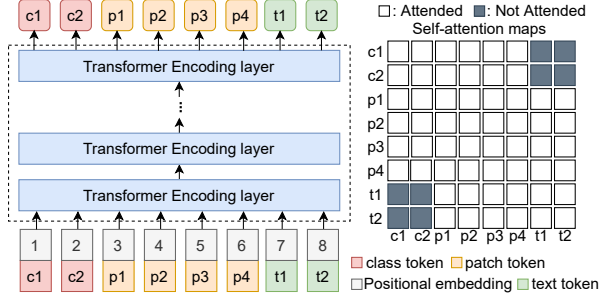 c1 c2 p1 p2 p3 p4 t1 t2
Transformer Encoding layer
...
Transformer Encoding layer
Transformer Encoding layer
1 2 3 4 5 6 7 8
c1 c2 p1 p2 p3 p4 t1 t2
: Attended : Not Attended
Self-attention maps
c1
c2
p1
p2
p3
p4
t1
t2
c1 c2 p1 p2 p3 p4 t1 t2
class token patch token
Positional embedding text token